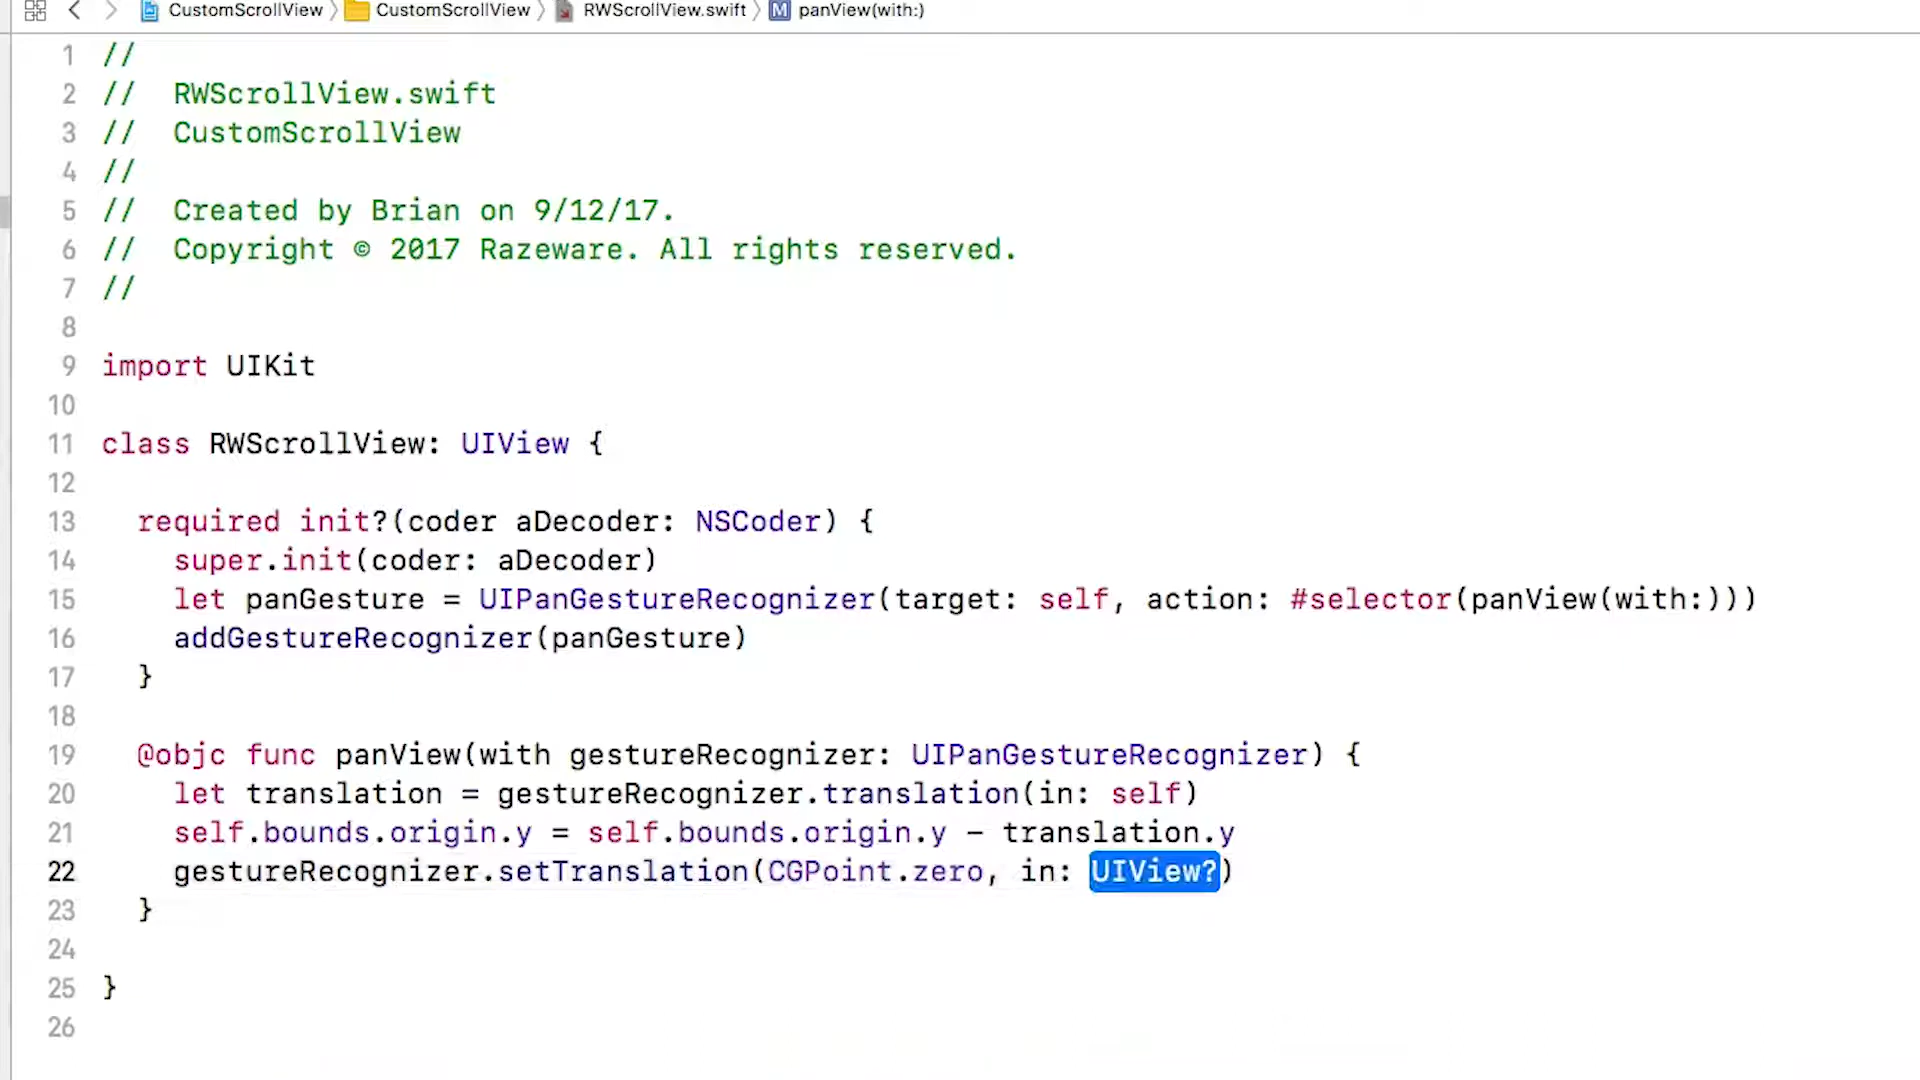 CustomScrollView CustomScrollView RWScrollView.swift M panView(with:)
1 //
2 //  RWScrollView.swift
3 //  CustomScrollView
4 //
5 //  Created by Brian on 9/12/17.
6 //  Copyright © 2017 Razeware. All rights reserved.
7 //
8
9 import UIKit
10
11 class RWScrollView: UIView {
12
13   required init?(coder aDecoder: NSCoder) {
14     super.init(coder: aDecoder)
15     let panGesture = UIPanGestureRecognizer(target: self, action: #selector(panView(with:)))
16     addGestureRecognizer(panGesture)
17   }
18
19   @objc func panView(with gestureRecognizer: UIPanGestureRecognizer) {
20     let translation = gestureRecognizer.translation(in: self)
21     self.bounds.origin.y = self.bounds.origin.y - translation.y
22     gestureRecognizer.setTranslation(CGPoint.zero, in: UIView?)
23   }
24
25 }
26